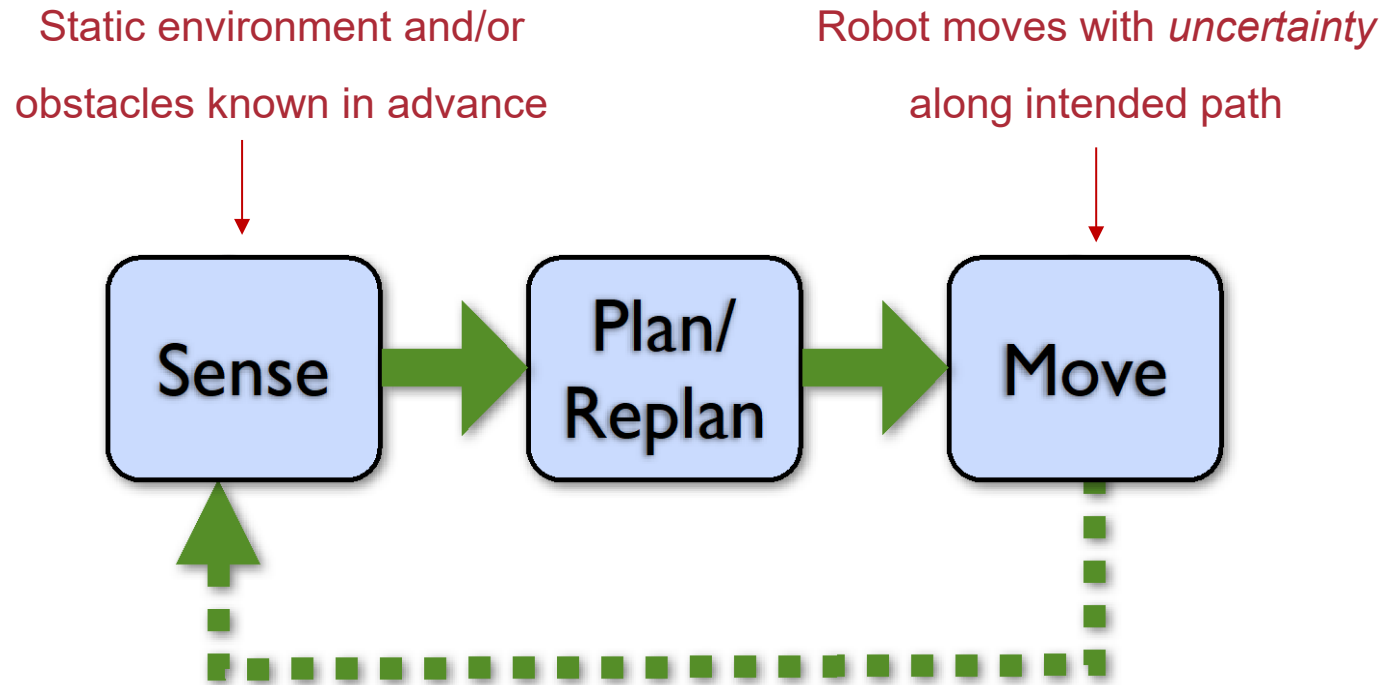 Static environment and/or
obstacles known in advance
Robot moves with uncertainty
along intended path
Sense
Plan/
Replan
Move